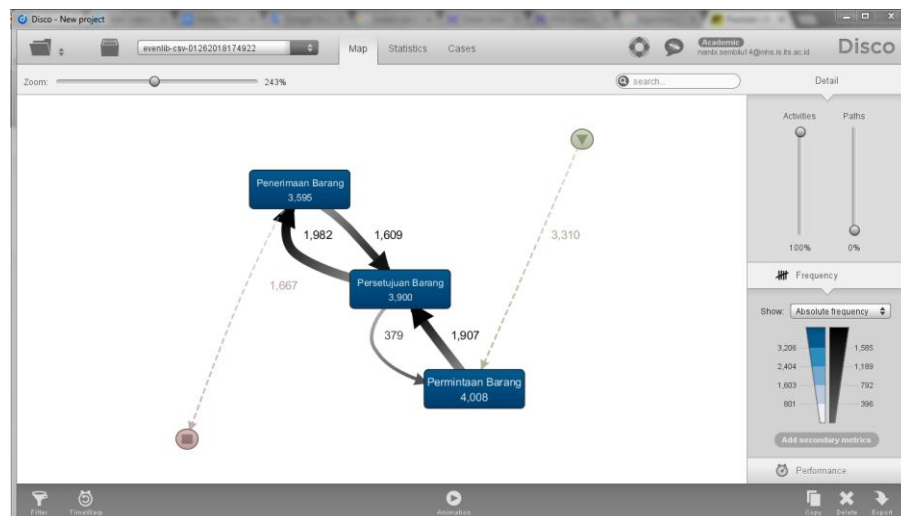 Disco - New project
evenlib-csv-01262018174922
Map
Statistics
Cases
Academic
Disco
Zoom:
243%
search...
Detail
Activities
Paths
100%
0%
Frequency
Show:
Absolute frequency
3,206
1,585
2,404
1,189
1,603
792
801
396
Add secondary metrics
Performance
Penerimaan Barang
3,595
1,982
1,609
3,310
1,667
Persetujuan Barang
3,900
379
1,907
Permintaan Barang
4,008
Filter
TimeWarp
Animation
Copy
Delete
Export